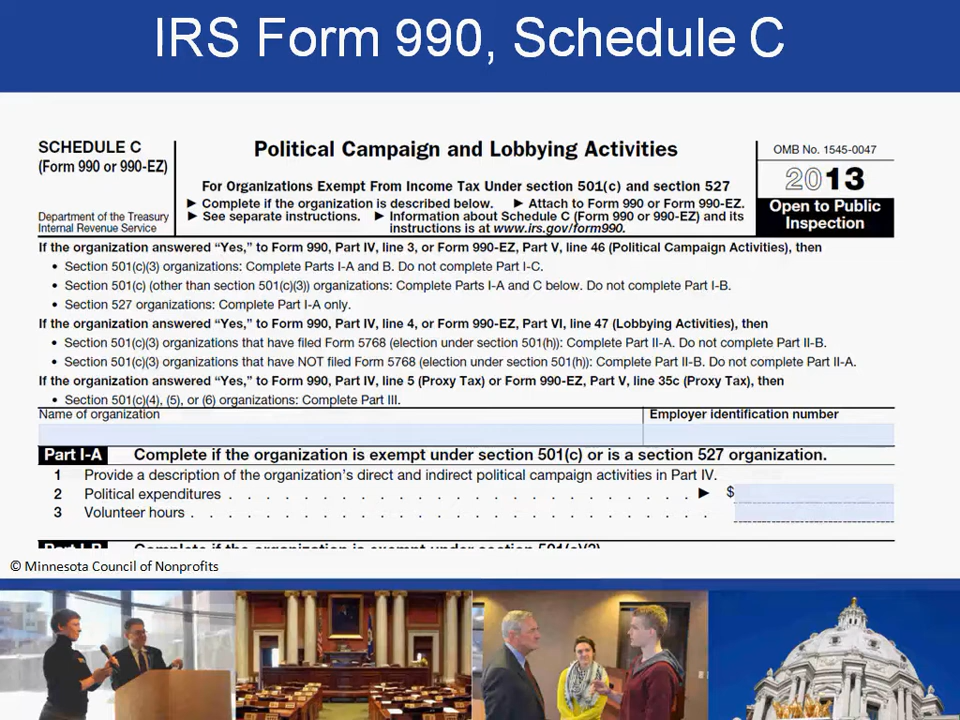 IRS Form 990, Schedule C
SCHEDULE C
(Form 990 or 990-EZ)
Department of the Treasury
Internal Revenue Service
Political Campaign and Lobbying Activities
For Organizations Exempt From Income Tax Under section 501(c) and section 527
▶ Complete if the organization is described below. ▶ Attach to Form 990 or Form 990-EZ.
▶ See separate instructions. ▶ Information about Schedule C (Form 990 or 990-EZ) and its
instructions is at www.irs.gov/form990.
OMB No. 1545-0047
2013
Open to Public
Inspection
If the organization answered “Yes,” to Form 990, Part IV, line 3, or Form 990-EZ, Part V, line 46 (Political Campaign Activities), then
• Section 501(c)(3) organizations: Complete Parts I-A and B. Do not complete Part I-C.
• Section 501(c) (other than section 501(c)(3)) organizations: Complete Parts I-A and C below. Do not complete Part I-B.
• Section 527 organizations: Complete Part I-A only.
If the organization answered “Yes,” to Form 990, Part IV, line 4, or Form 990-EZ, Part VI, line 47 (Lobbying Activities), then
• Section 501(c)(3) organizations that have filed Form 5768 (election under section 501(h)): Complete Part II-A. Do not complete Part II-B.
• Section 501(c)(3) organizations that have NOT filed Form 5768 (election under section 501(h)): Complete Part II-B. Do not complete Part II-A.
If the organization answered “Yes,” to Form 990, Part IV, line 5 (Proxy Tax) or Form 990-EZ, Part V, line 35c (Proxy Tax), then
• Section 501(c)(4), (5), or (6) organizations: Complete Part III.
Name of organization
Employer identification number
Part I-A Complete if the organization is exempt under section 501(c) or is a section 527 organization.
1 Provide a description of the organization’s direct and indirect political campaign activities in Part IV.
2 Political expenditures . . . . . . . . . . . . . . . . . . . . . . ▶ $
3 Volunteer hours . . . . . . . . . . . . . . . . . . . . . . . .
Part I-B Complete if the organization is exempt under section 501(c)(3).
© Minnesota Council of Nonprofits